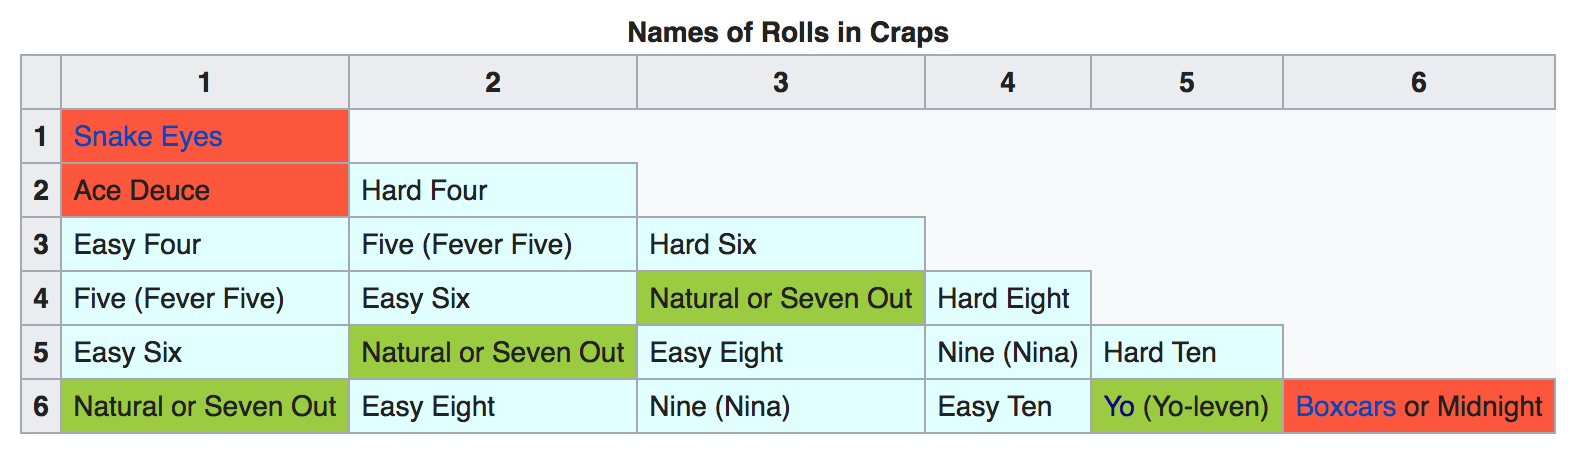 Names of Rolls in Craps
1 2 3 4 5 6
1 Snake Eyes
2 Ace Deuce Hard Four
3 Easy Four Five (Fever Five) Hard Six
4 Five (Fever Five) Easy Six Natural or Seven Out Hard Eight
5 Easy Six Natural or Seven Out Easy Eight Nine (Nina) Hard Ten
6 Natural or Seven Out Easy Eight Nine (Nina) Easy Ten Yo (Yo-leven) Boxcars or Midnight